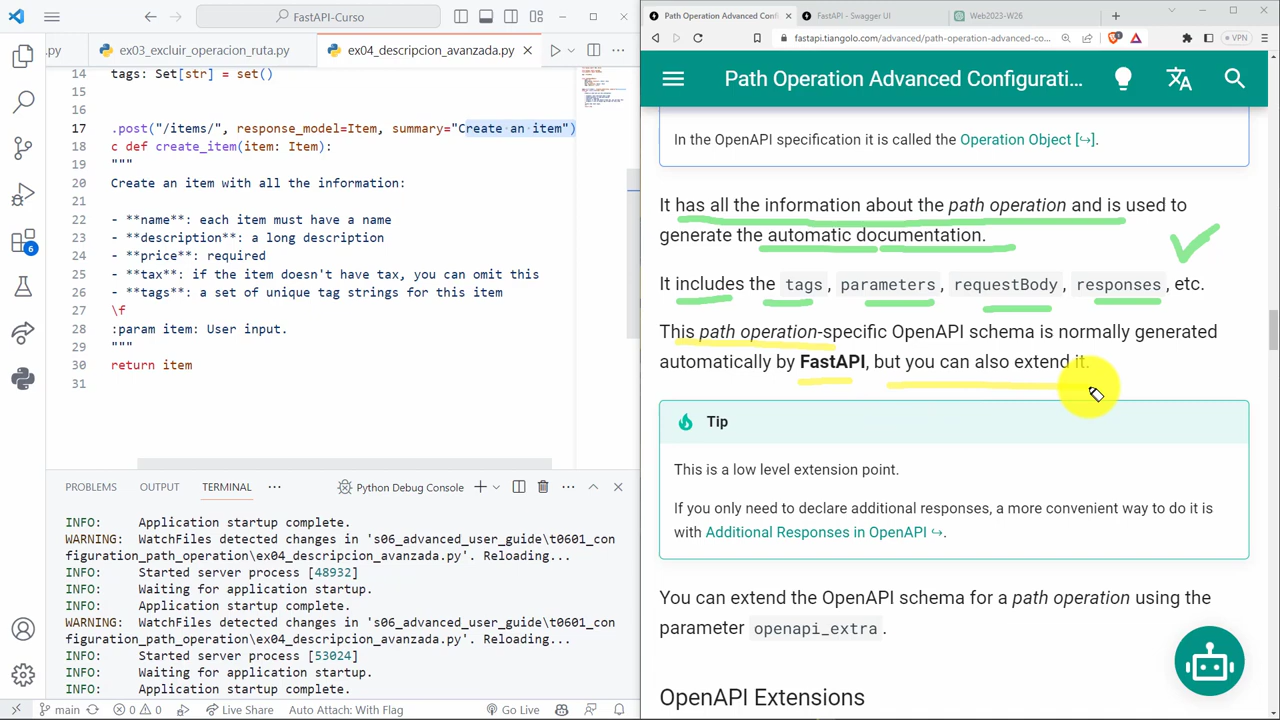 FastAPI-Curso
.py
ex03_excluir_operacion_ruta.py
ex04_descripcion_avanzada.py
14 tags: Set[str] = set()
15
16
17 .post("/items/", response_model=Item, summary="Create an item")
18 c def create_item(item: Item):
19 """
20 Create an item with all the information:
21
22 - **name**: each item must have a name
23 - **description**: a long description
24 - **price**: required
25 - **tax**: if the item doesn't have tax, you can omit this
26 - **tags**: a set of unique tag strings for this item
27 \f
28 :param item: User input.
29 """
30 return item
31
6
PROBLEMS OUTPUT TERMINAL ··· Python Debug Console
INFO: Application startup complete.
WARNING: WatchFiles detected changes in 's06_advanced_user_guide\t0601_con
figuration_path_operation\ex04_descripcion_avanzada.py'. Reloading...
INFO: Started server process [48932]
INFO: Waiting for application startup.
INFO: Application startup complete.
WARNING: WatchFiles detected changes in 's06_advanced_user_guide\t0601_con
figuration_path_operation\ex04_descripcion_avanzada.py'. Reloading...
INFO: Started server process [53024]
INFO: Waiting for application startup.
INFO: Application startup complete.
main 0 0 Live Share Auto Attach: With Flag Go Live
Path Operation Advanced Confi
FastAPI - Swagger UI
Web2023-W26
fastapi.tiangolo.com/advanced/path-operation-advanced-co...
VPN
Path Operation Advanced Configurati...
In the OpenAPI specification it is called the Operation Object [↪].
It has all the information about the path operation and is used to
generate the automatic documentation.
It includes the tags, parameters, requestBody, responses, etc.
This path operation-specific OpenAPI schema is normally generated
automatically by FastAPI, but you can also extend it.
Tip
This is a low level extension point.
If you only need to declare additional responses, a more convenient way to do it is
with Additional Responses in OpenAPI ↪.
You can extend the OpenAPI schema for a path operation using the
parameter openapi_extra.
OpenAPI Extensions